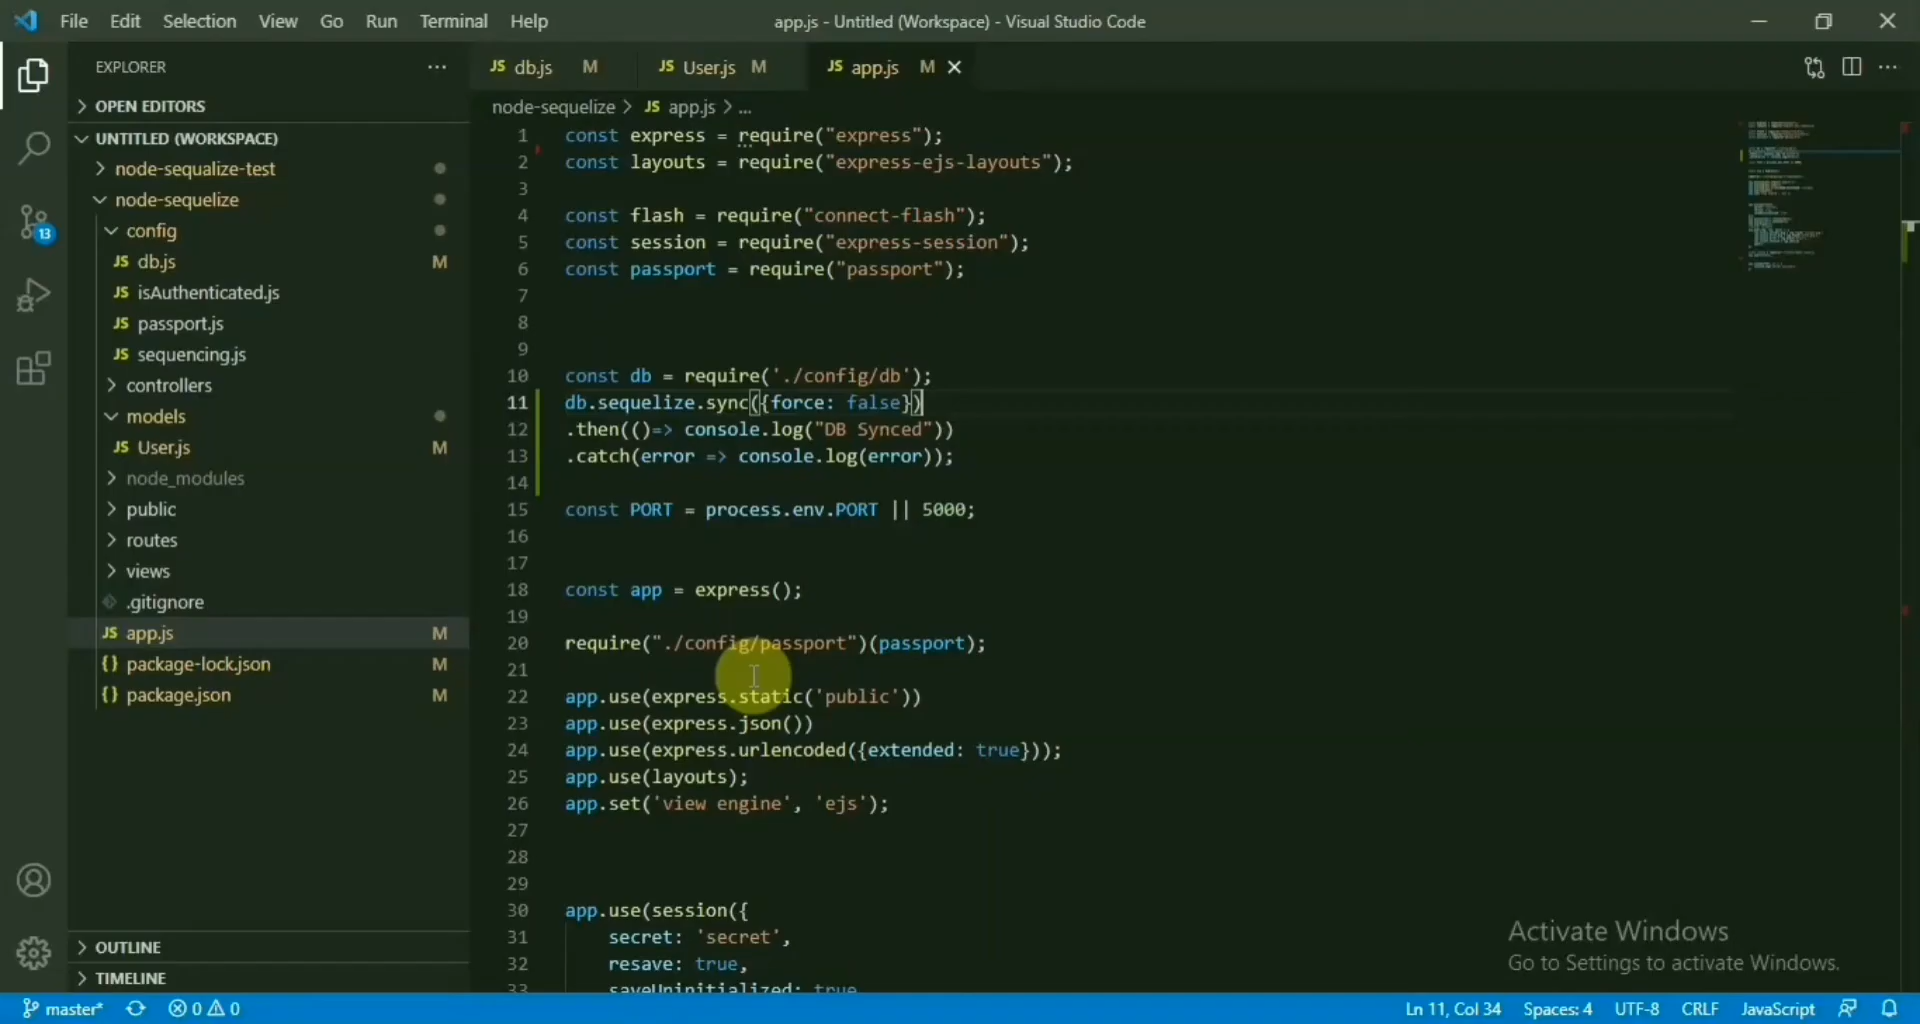 File Edit Selection View Go Run Terminal Help
app.js - Untitled (Workspace) - Visual Studio Code
EXPLORER
OPEN EDITORS
UNTITLED (WORKSPACE)
node-sequalize-test
node-sequelize
config
JS db.js M
JS isAuthenticated.js
JS passport.js
JS sequencing.js
controllers
models
JS User.js M
node_modules
public
routes
views
.gitignore
JS app.js M
{} package-lock.json M
{} package.json M
OUTLINE
TIMELINE
13
JS db.js M JS User.js M JS app.js M
node-sequelize > JS app.js > ...
1 const express = require("express");
2 const layouts = require("express-ejs-layouts");
3
4 const flash = require("connect-flash");
5 const session = require("express-session");
6 const passport = require("passport");
7
8
9
10 const db = require('./config/db');
11 db.sequelize.sync({force: false})
12 .then(()=> console.log("DB Synced"))
13 .catch(error => console.log(error));
14
15 const PORT = process.env.PORT || 5000;
16
17
18 const app = express();
19
20 require("./config/passport")(passport);
21
22 app.use(express.static('public'))
23 app.use(express.json())
24 app.use(express.urlencoded({extended: true}));
25 app.use(layouts);
26 app.set('view engine', 'ejs');
27
28
29
30 app.use(session({
31 secret: 'secret',
32 resave: true,
33 saveUninitialized: true
Activate Windows
Go to Settings to activate Windows.
master* 0 0 Ln 11, Col 34 Spaces: 4 UTF-8 CRLF JavaScript